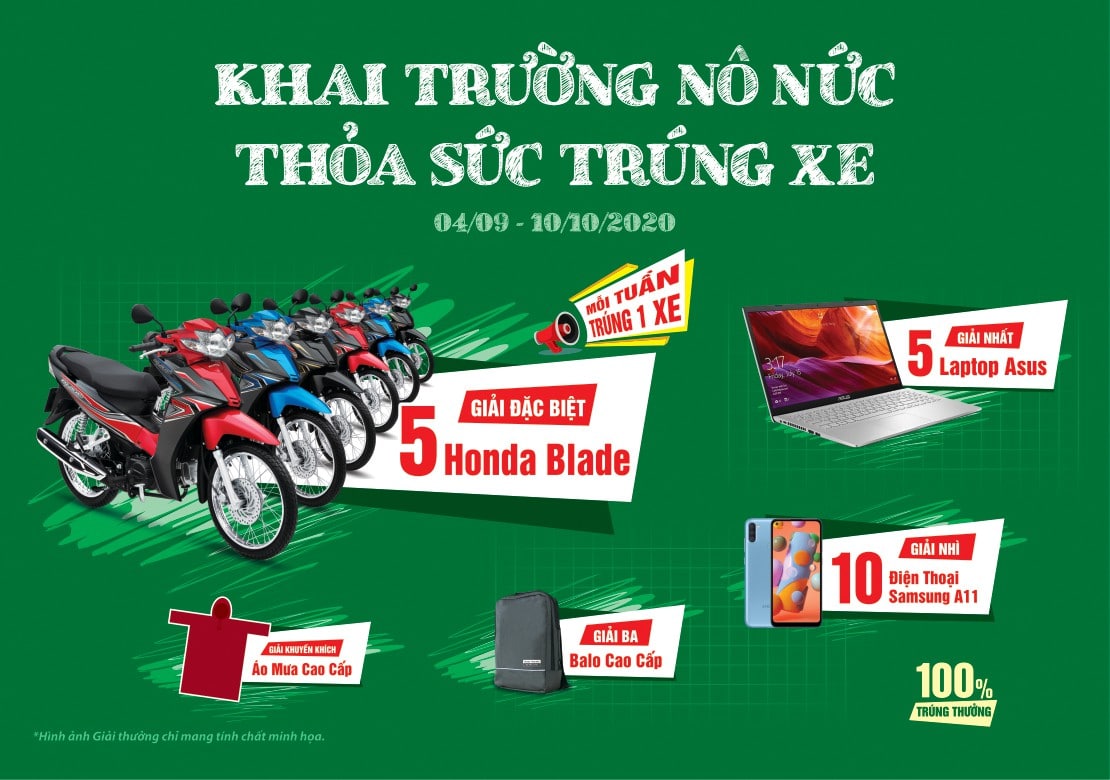 KHAI TRƯỜNG NÔ NỨC
THỎA SỨC TRÚNG XE
04/09 - 10/10/2020
MỖI TUẦN
TRÚNG 1 XE
GIẢI ĐẶC BIỆT
5 Honda Blade
GIẢI NHẤT
5 Laptop Asus
3:17
ASUS
GIẢI NHÌ
10 Điện Thoại
Samsung A11
GIẢI KHUYẾN KHÍCH
Áo Mưa Cao Cấp
GIẢI BA
Balo Cao Cấp
100%
TRÚNG THƯỞNG
*Hình ảnh Giải thưởng chỉ mang tính chất minh họa.